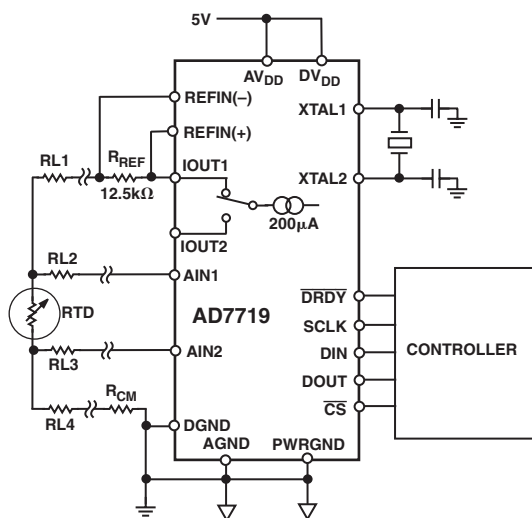 5V
AVDD
DVDD
REFIN(–)
XTAL1
REFIN(+)
RL1
RREF
12.5kΩ
IOUT1
XTAL2
200μA
IOUT2
RL2
AIN1
DRDY
RTD
AD7719
SCLK
DIN
CONTROLLER
RL3
AIN2
DOUT
RCM
CS
RL4
DGND
AGND
PWRGND